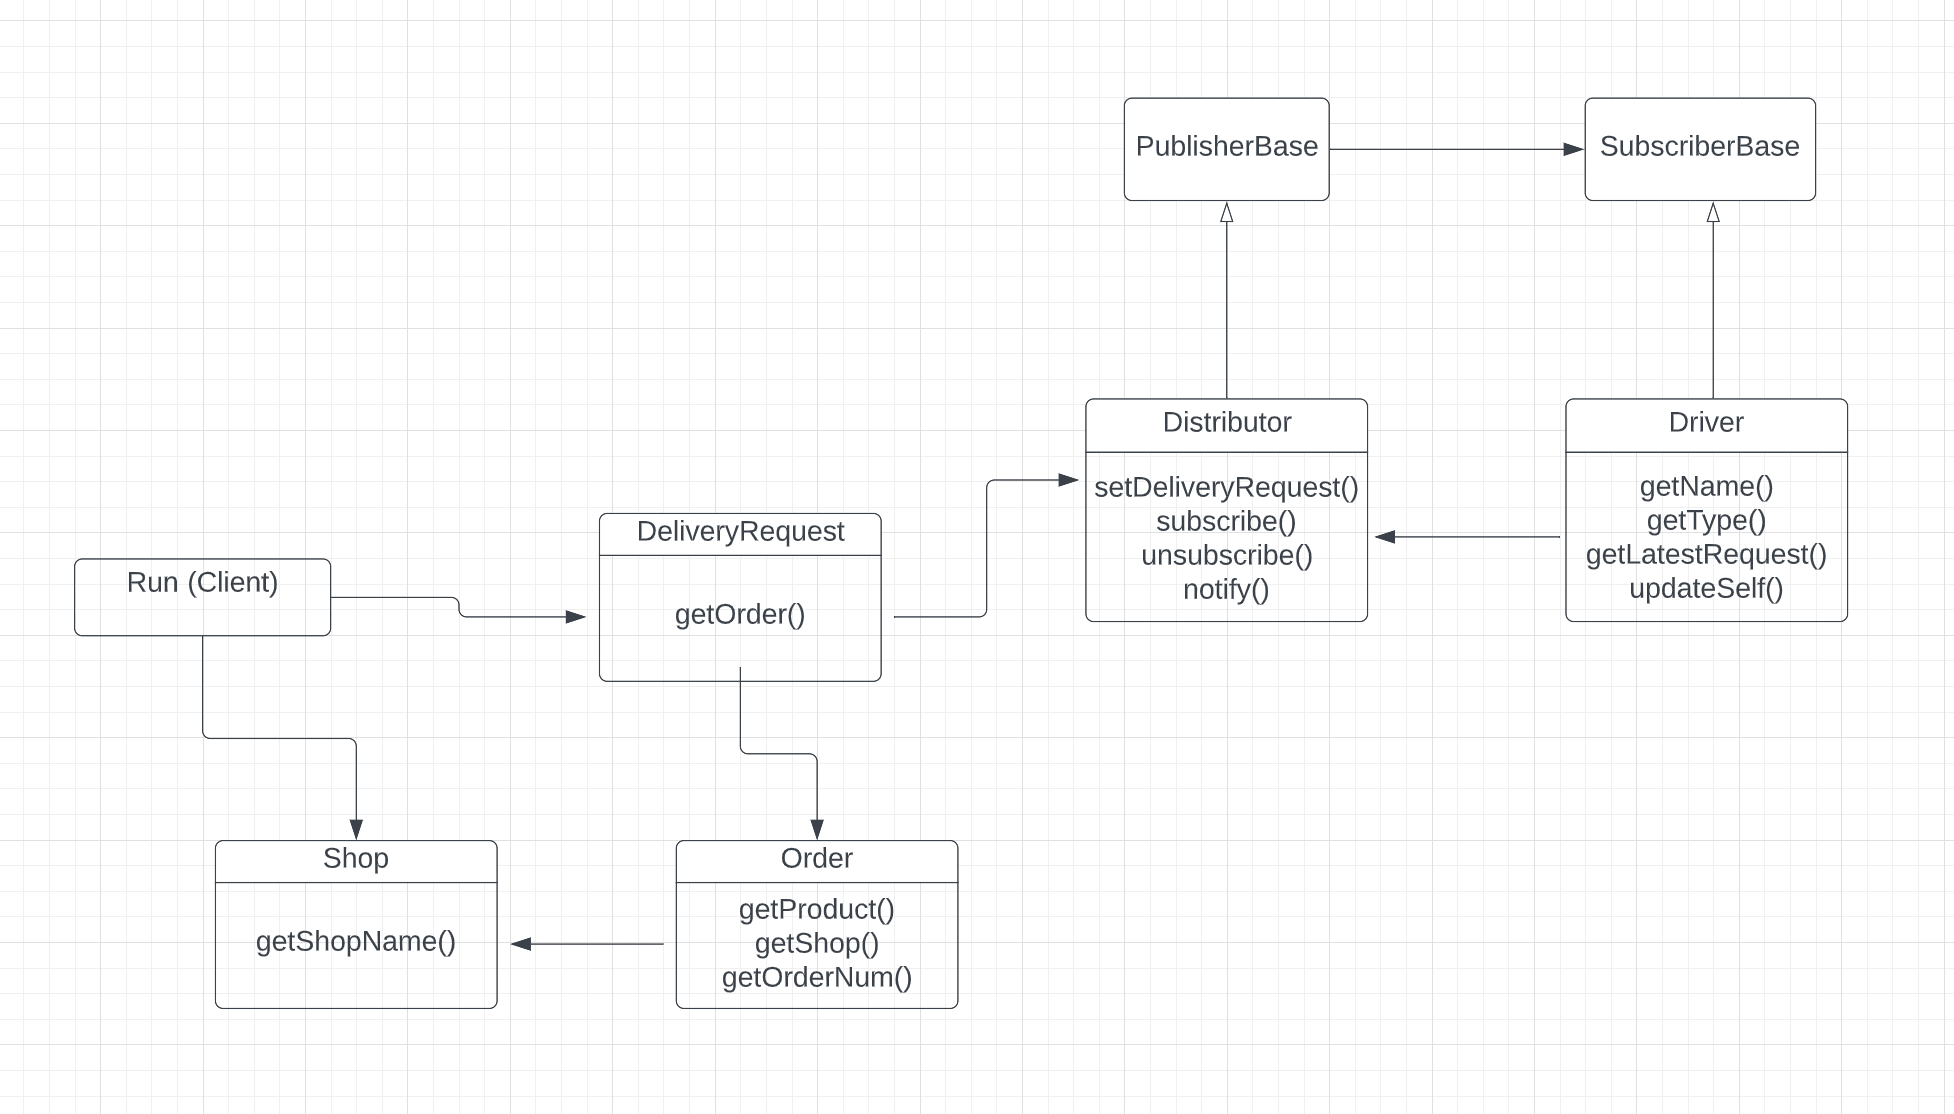 PublisherBase
SubscriberBase
Distributor
setDeliveryRequest()
subscribe()
unsubscribe()
notify()
Driver
getName()
getType()
getLatestRequest()
updateSelf()
DeliveryRequest
getOrder()
Run (Client)
Shop
getShopName()
Order
getProduct()
getShop()
getOrderNum()